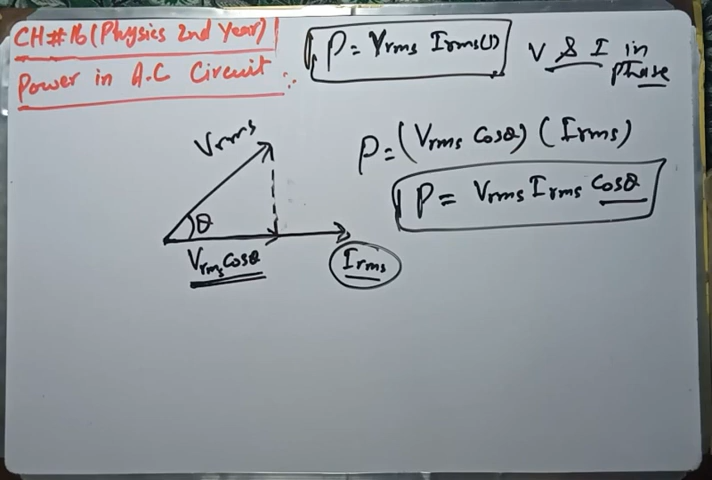 CH#16(Physics 2nd Year)
Power in A.C Circuit :-
P = Vrms Irms(1)
V & I in phase
P = (Vrms Cosθ) (Irms)
P = Vrms Irms Cosθ
Vrms
θ
Vrms Cosθ
Irms